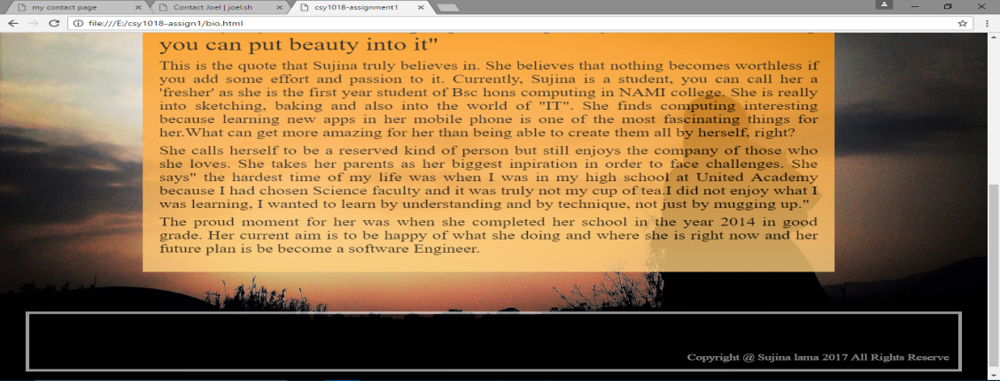 my contact page
Contact Joel | joel.sh
csy1018-assignment1
file:///E:/csy1018-assign1/bio.html
you can put beauty into it"
This is the quote that Sujina truly believes in. She believes that nothing becomes worthless if
you add some effort and passion to it. Currently, Sujina is a student, you can call her a
'fresher' as she is the first year student of Bsc hons computing in NAMI college. She is really
into sketching, baking and also into the world of "IT". She finds computing interesting
because learning new apps in her mobile phone is one of the most fascinating things for
her.What can get more amazing for her than being able to create them all by herself, right?
She calls herself to be a reserved kind of person but still enjoys the company of those who
she loves. She takes her parents as her biggest inpiration in order to face challenges. She
says" the hardest time of my life was when I was in my high school at United Academy
because I had chosen Science faculty and it was truly not my cup of tea.I did not enjoy what I
was learning, I wanted to learn by understanding and by technique, not just by mugging up."
The proud moment for her was when she completed her school in the year 2014 in good
grade. Her current aim is to be happy of what she doing and where she is right now and her
future plan is be become a software Engineer.
Copyright @ Sujina lama 2017 All Rights Reserve